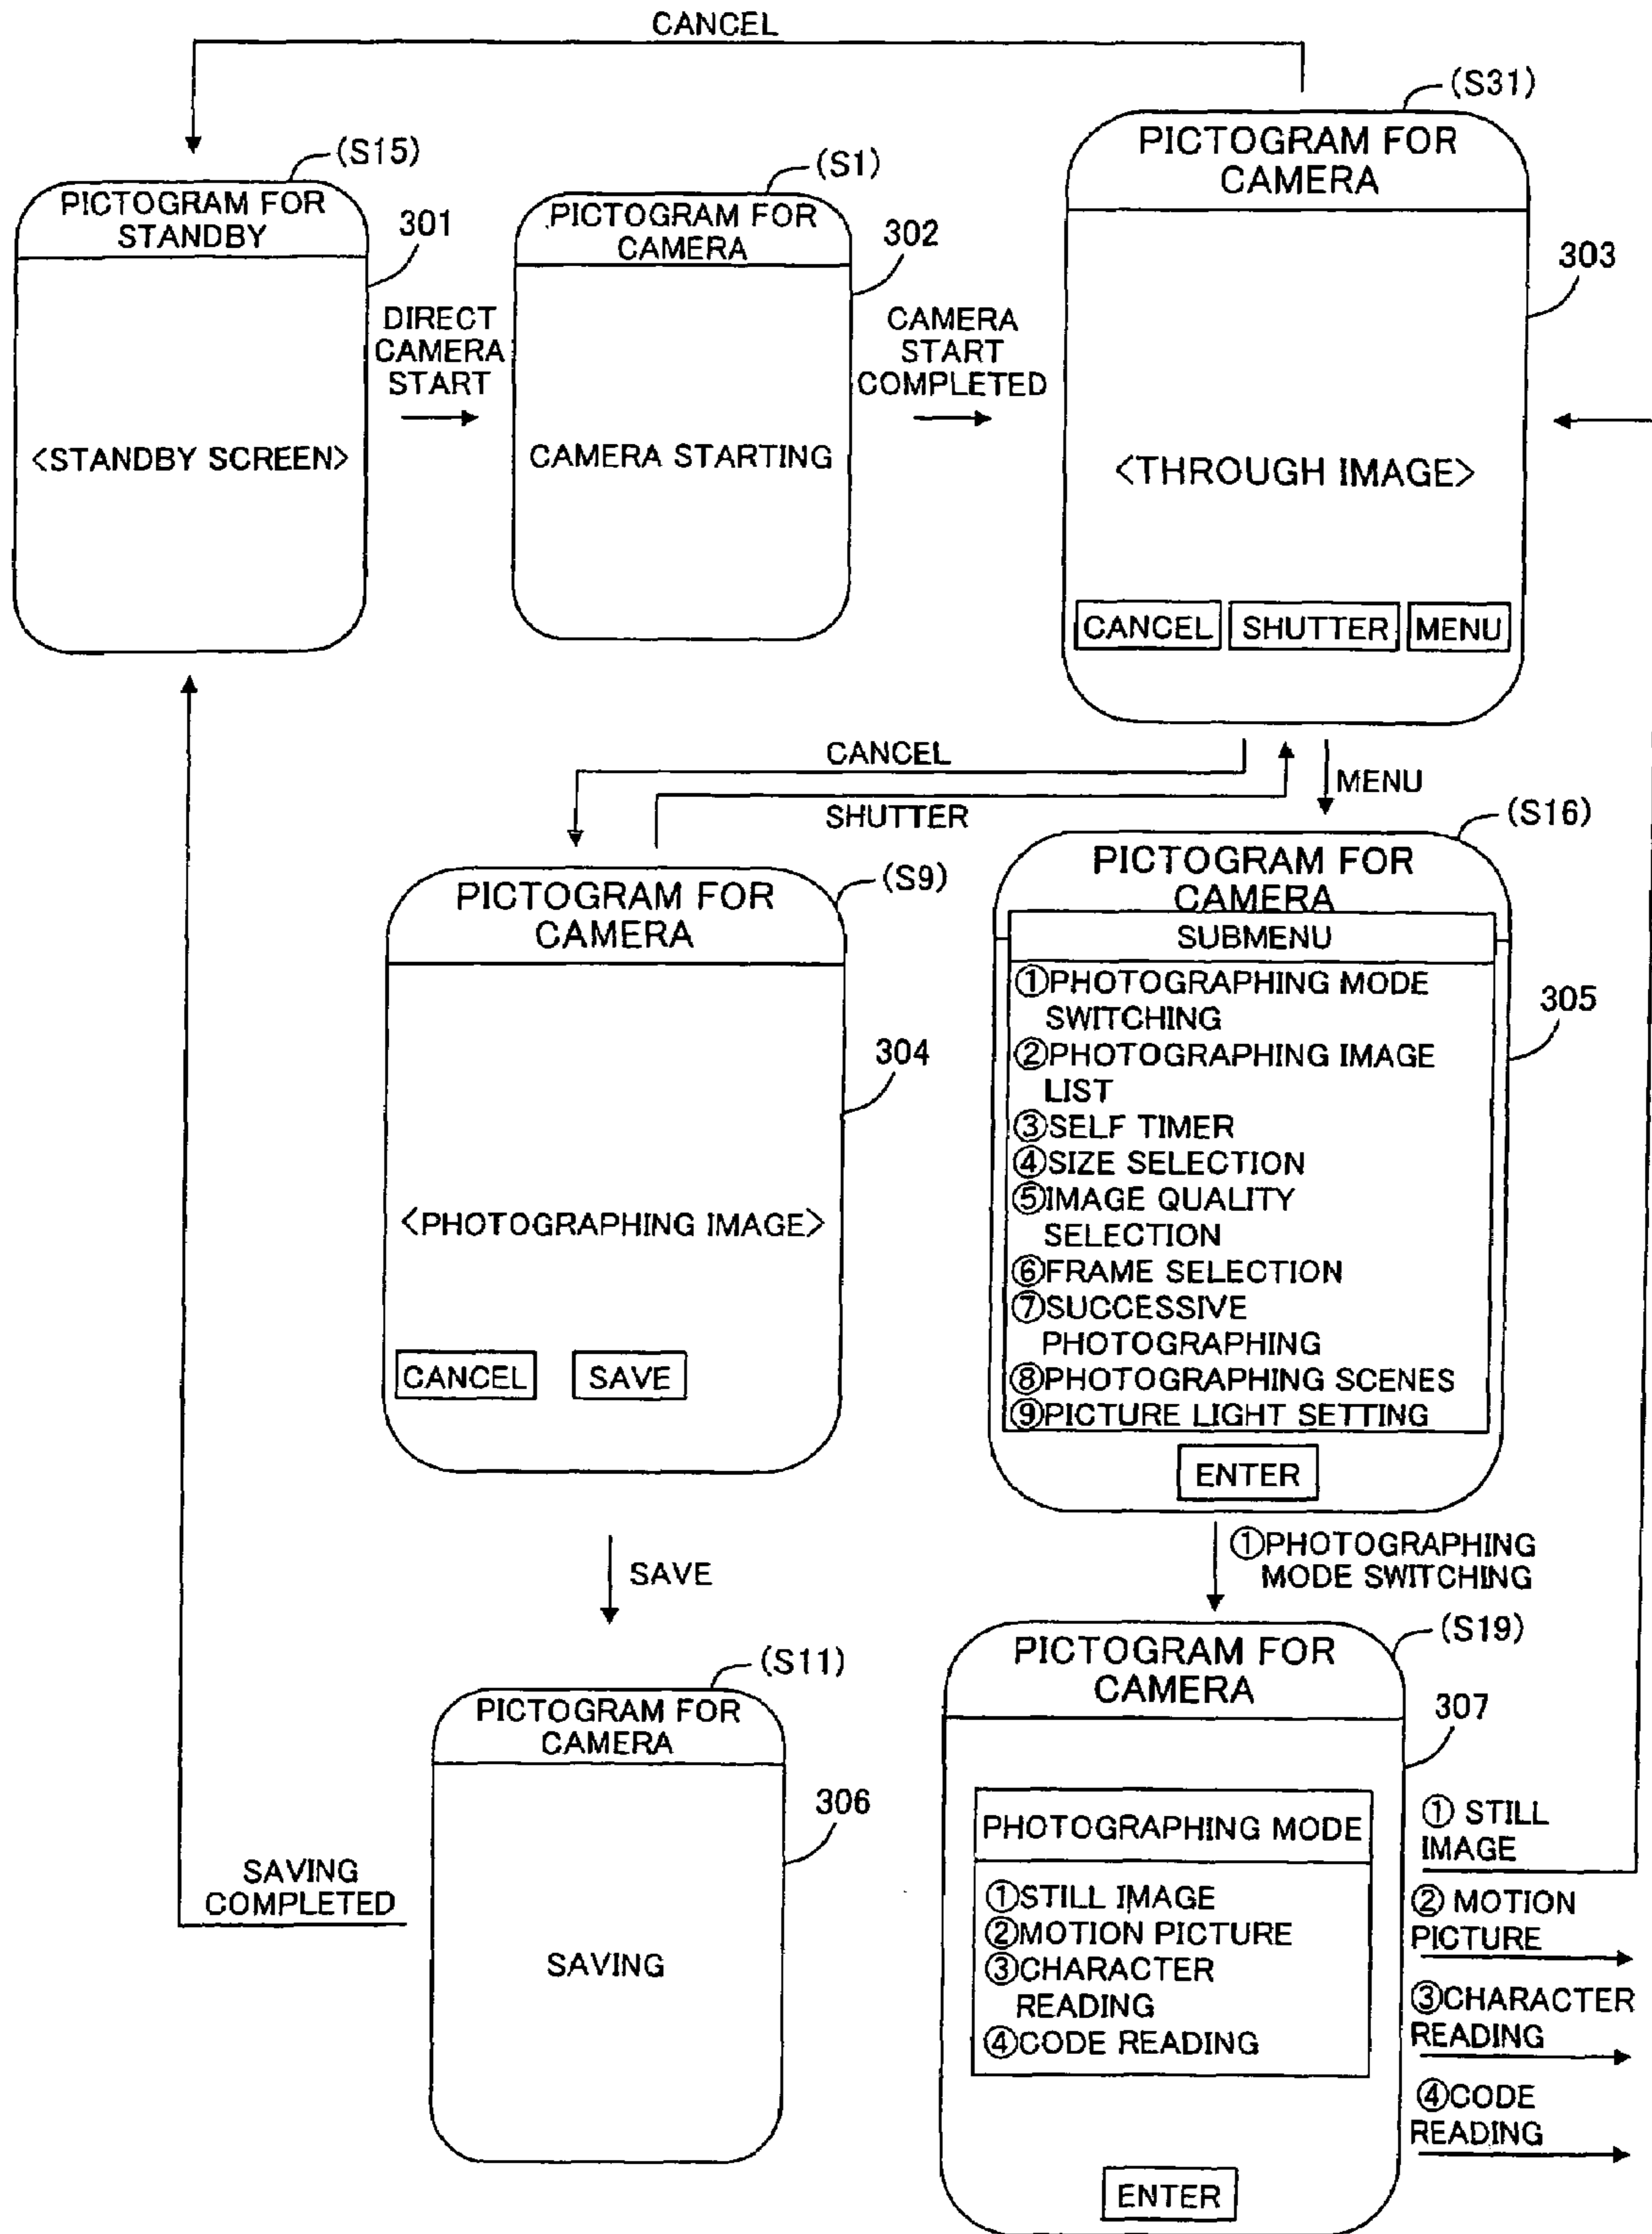 CANCEL
(S15)
PICTOGRAM FOR
STANDBY
301
<STANDBY SCREEN>
DIRECT
CAMERA
START
(S1)
PICTOGRAM FOR
CAMERA
302
CAMERA STARTING
CAMERA
START
COMPLETED
(S31)
PICTOGRAM FOR
CAMERA
303
<THROUGH IMAGE>
CANCEL SHUTTER MENU
CANCEL
SHUTTER
MENU
(S9)
PICTOGRAM FOR
CAMERA
304
<PHOTOGRAPHING IMAGE>
CANCEL SAVE
(S16)
PICTOGRAM FOR
CAMERA
SUBMENU
305
①PHOTOGRAPHING MODE
SWITCHING
②PHOTOGRAPHING IMAGE
LIST
③SELF TIMER
④SIZE SELECTION
⑤IMAGE QUALITY
SELECTION
⑥FRAME SELECTION
⑦SUCCESSIVE
PHOTOGRAPHING
⑧PHOTOGRAPHING SCENES
⑨PICTURE LIGHT SETTING
ENTER
SAVE
①PHOTOGRAPHING
MODE SWITCHING
(S11)
PICTOGRAM FOR
CAMERA
306
SAVING
SAVING
COMPLETED
(S19)
PICTOGRAM FOR
CAMERA
307
PHOTOGRAPHING MODE
①STILL IMAGE
②MOTION PICTURE
③CHARACTER
READING
④CODE READING
ENTER
① STILL
IMAGE
② MOTION
PICTURE
③CHARACTER
READING
④CODE
READING